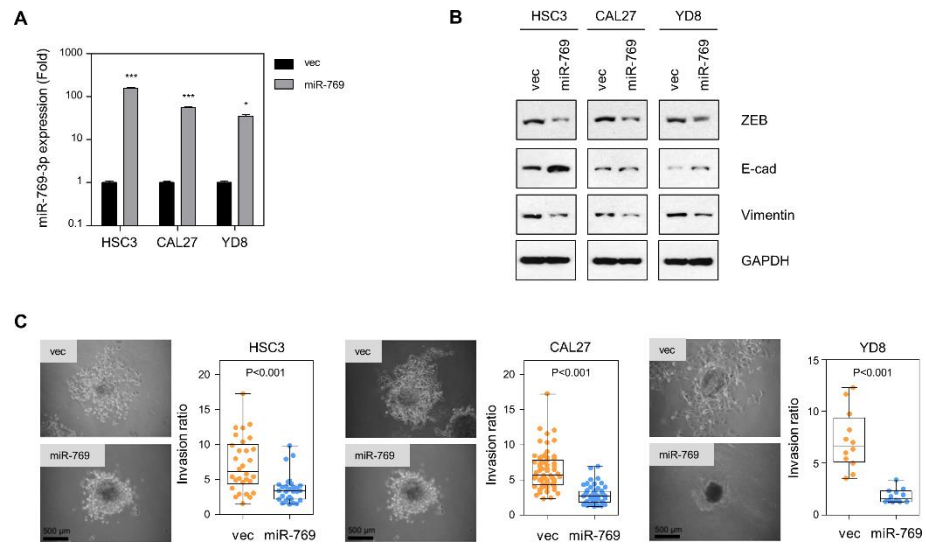 A
miR-769-3p expression (Fold)
1000
100
10
1
0.1
vec
miR-769
***
***
*
HSC3 CAL27 YD8
B
HSC3 CAL27 YD8
vec miR-769 vec miR-769 vec miR-769
ZEB
E-cad
Vimentin
GAPDH
C
vec
miR-769
500 μm
HSC3
P<0.001
Invasion ratio
20
15
10
5
0
vec miR-769
vec
miR-769
500 μm
CAL27
P<0.001
Invasion ratio
20
15
10
5
0
vec miR-769
vec
miR-769
500 μm
YD8
P<0.001
Invasion ratio
15
10
5
0
vec miR-769